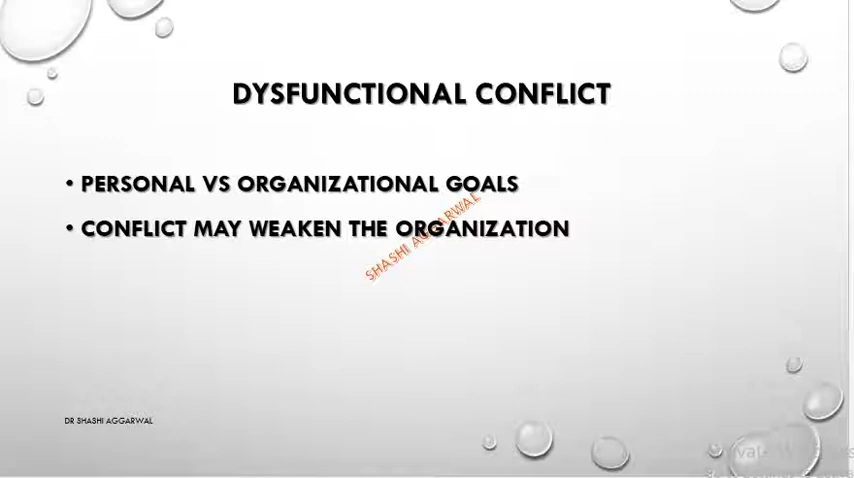 DYSFUNCTIONAL CONFLICT
• PERSONAL VS ORGANIZATIONAL GOALS
• CONFLICT MAY WEAKEN THE ORGANIZATION
SHASHI AGGARWAL
DR SHASHI AGGARWAL